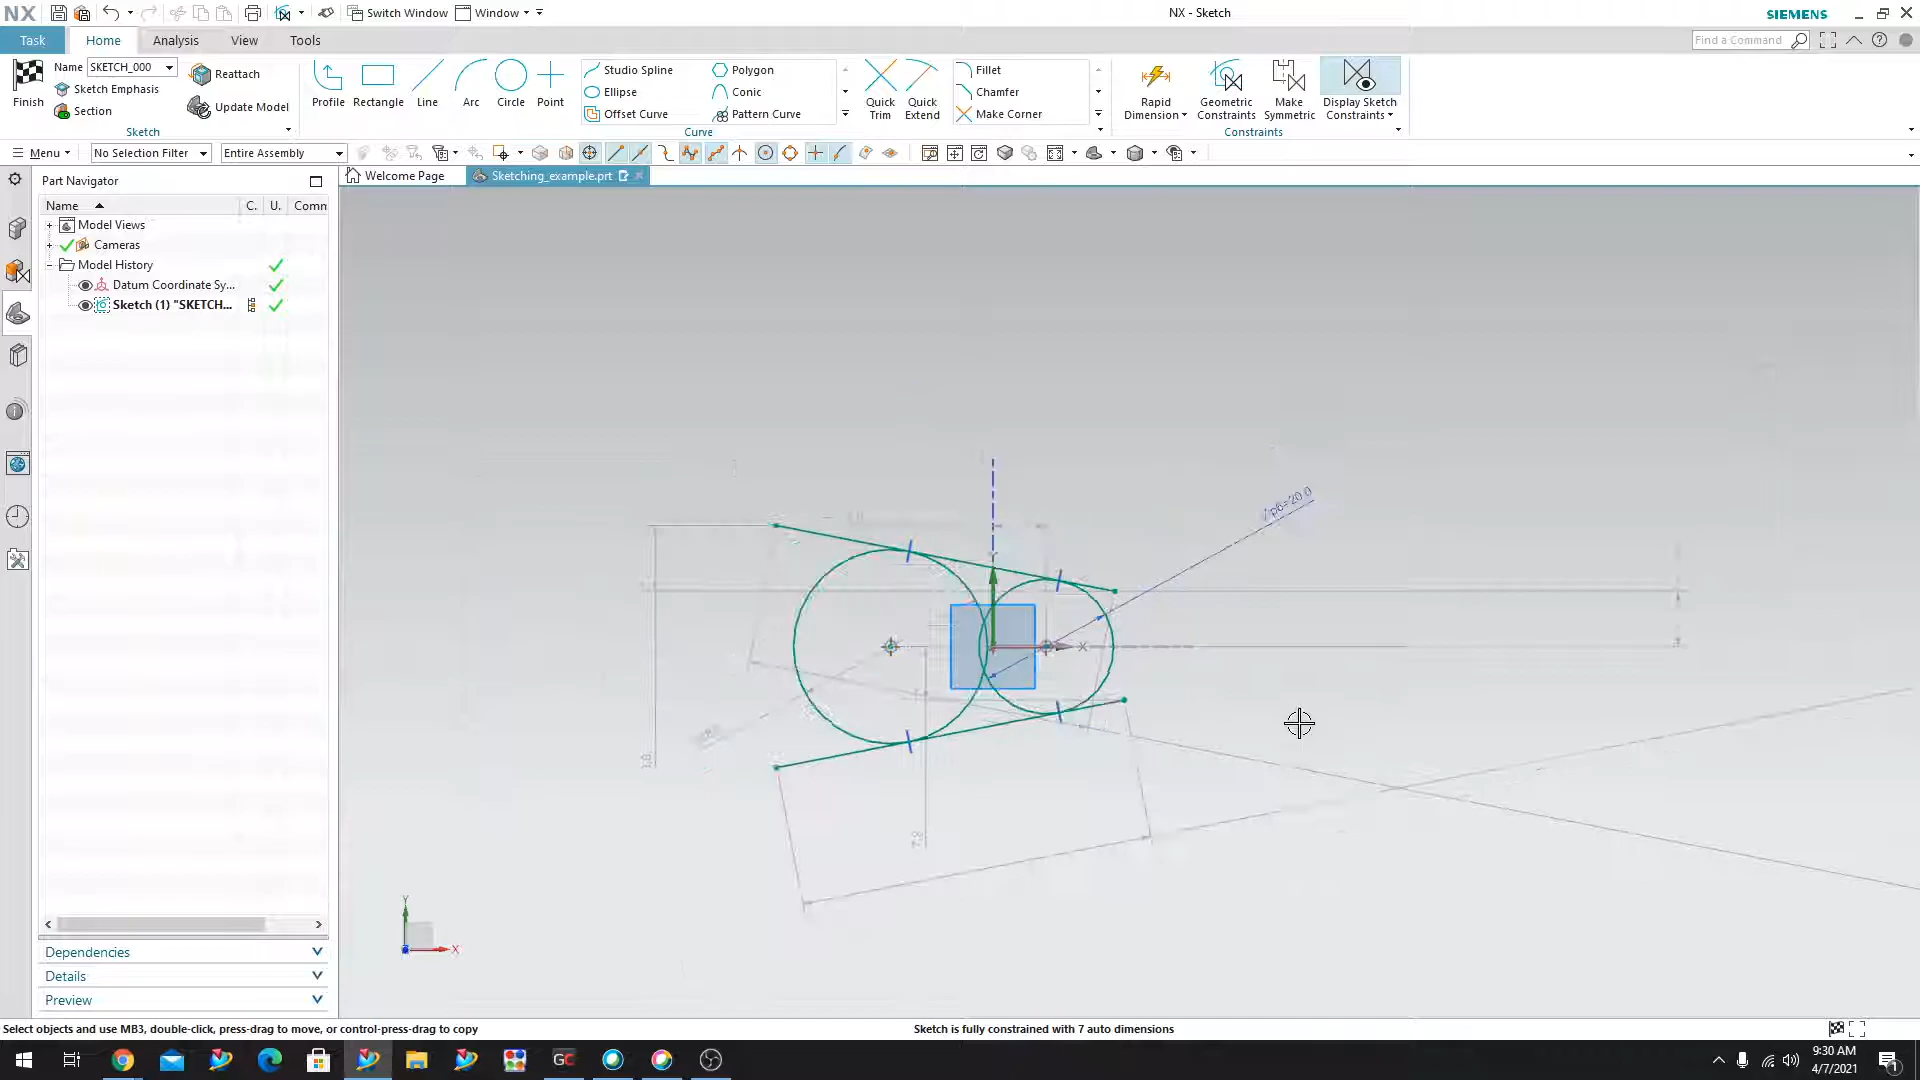 NX
Switch Window
Window
NX - Sketch
SIEMENS
Task
Home
Analysis
View
Tools
Find a Command
Finish
Name
SKETCH_000
Sketch Emphasis
Section
Reattach
Update Model
Sketch
Profile
Rectangle
Line
Arc
Circle
Point
Studio Spline
Ellipse
Offset Curve
Polygon
Conic
Pattern Curve
Quick Trim
Quick Extend
Fillet
Chamfer
Make Corner
Curve
Rapid Dimension
Geometric Constraints
Make Symmetric
Display Sketch Constraints
Constraints
Menu
No Selection Filter
Entire Assembly
Part Navigator
Welcome Page
Sketching_example.prt
Name
C.
U.
Comm
Model Views
Cameras
Model History
Datum Coordinate Sy...
Sketch (1) "SKETCH...
p6=20.0
Y
X
Y
X
Dependencies
Details
Preview
Select objects and use MB3, double-click, press-drag to move, or control-press-drag to copy
Sketch is fully constrained with 7 auto dimensions
GC
9:30 AM
4/7/2021
1